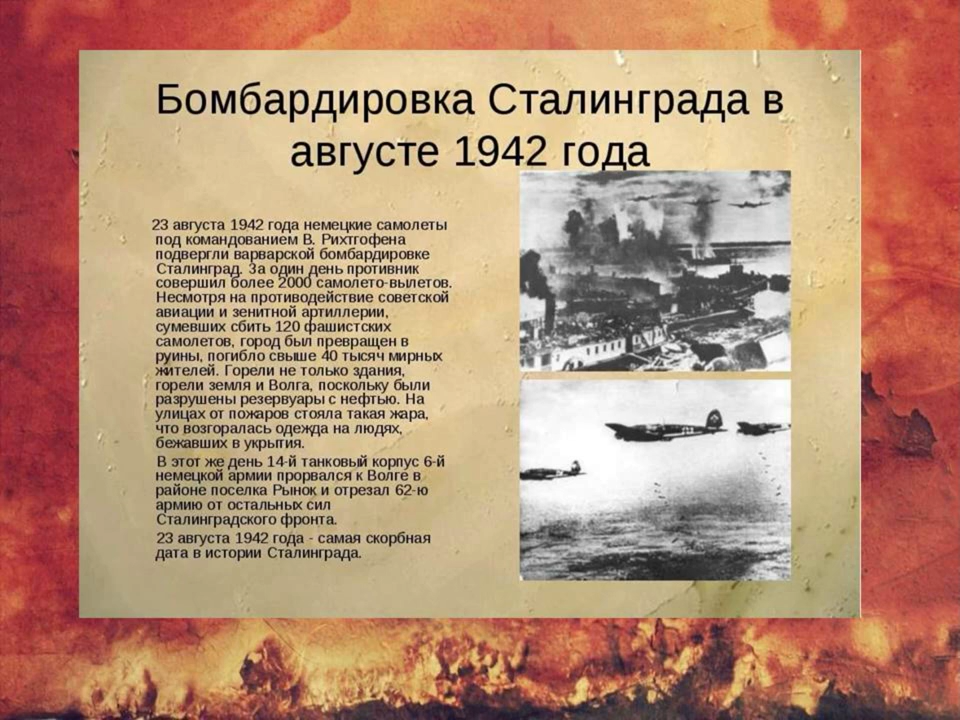 Бомбардировка Сталинграда в
августе 1942 года
23 августа 1942 года немецкие самолеты
под командованием В. Рихтгофена
подвергли варварской бомбардировке
Сталинград. За один день противник
совершил более 2000 самолето-вылетов.
Несмотря на противодействие советской
авиации и зенитной артиллерии,
сумевших сбить 120 фашистских
самолетов, город был превращен в
руины, погибло свыше 40 тысяч мирных
жителей. Горели не только здания,
горели земля и Волга, поскольку были
разрушены резервуары с нефтью. На
улицах от пожаров стояла такая жара,
что возгоралась одежда на людях,
бежавших в укрытия.
В этот же день 14-й танковый корпус 6-й
немецкой армии прорвался к Волге в
районе поселка Рынок и отрезал 62-ю
армию от остальных сил
Сталинградского фронта.
23 августа 1942 года - самая скорбная
дата в истории Сталинграда.